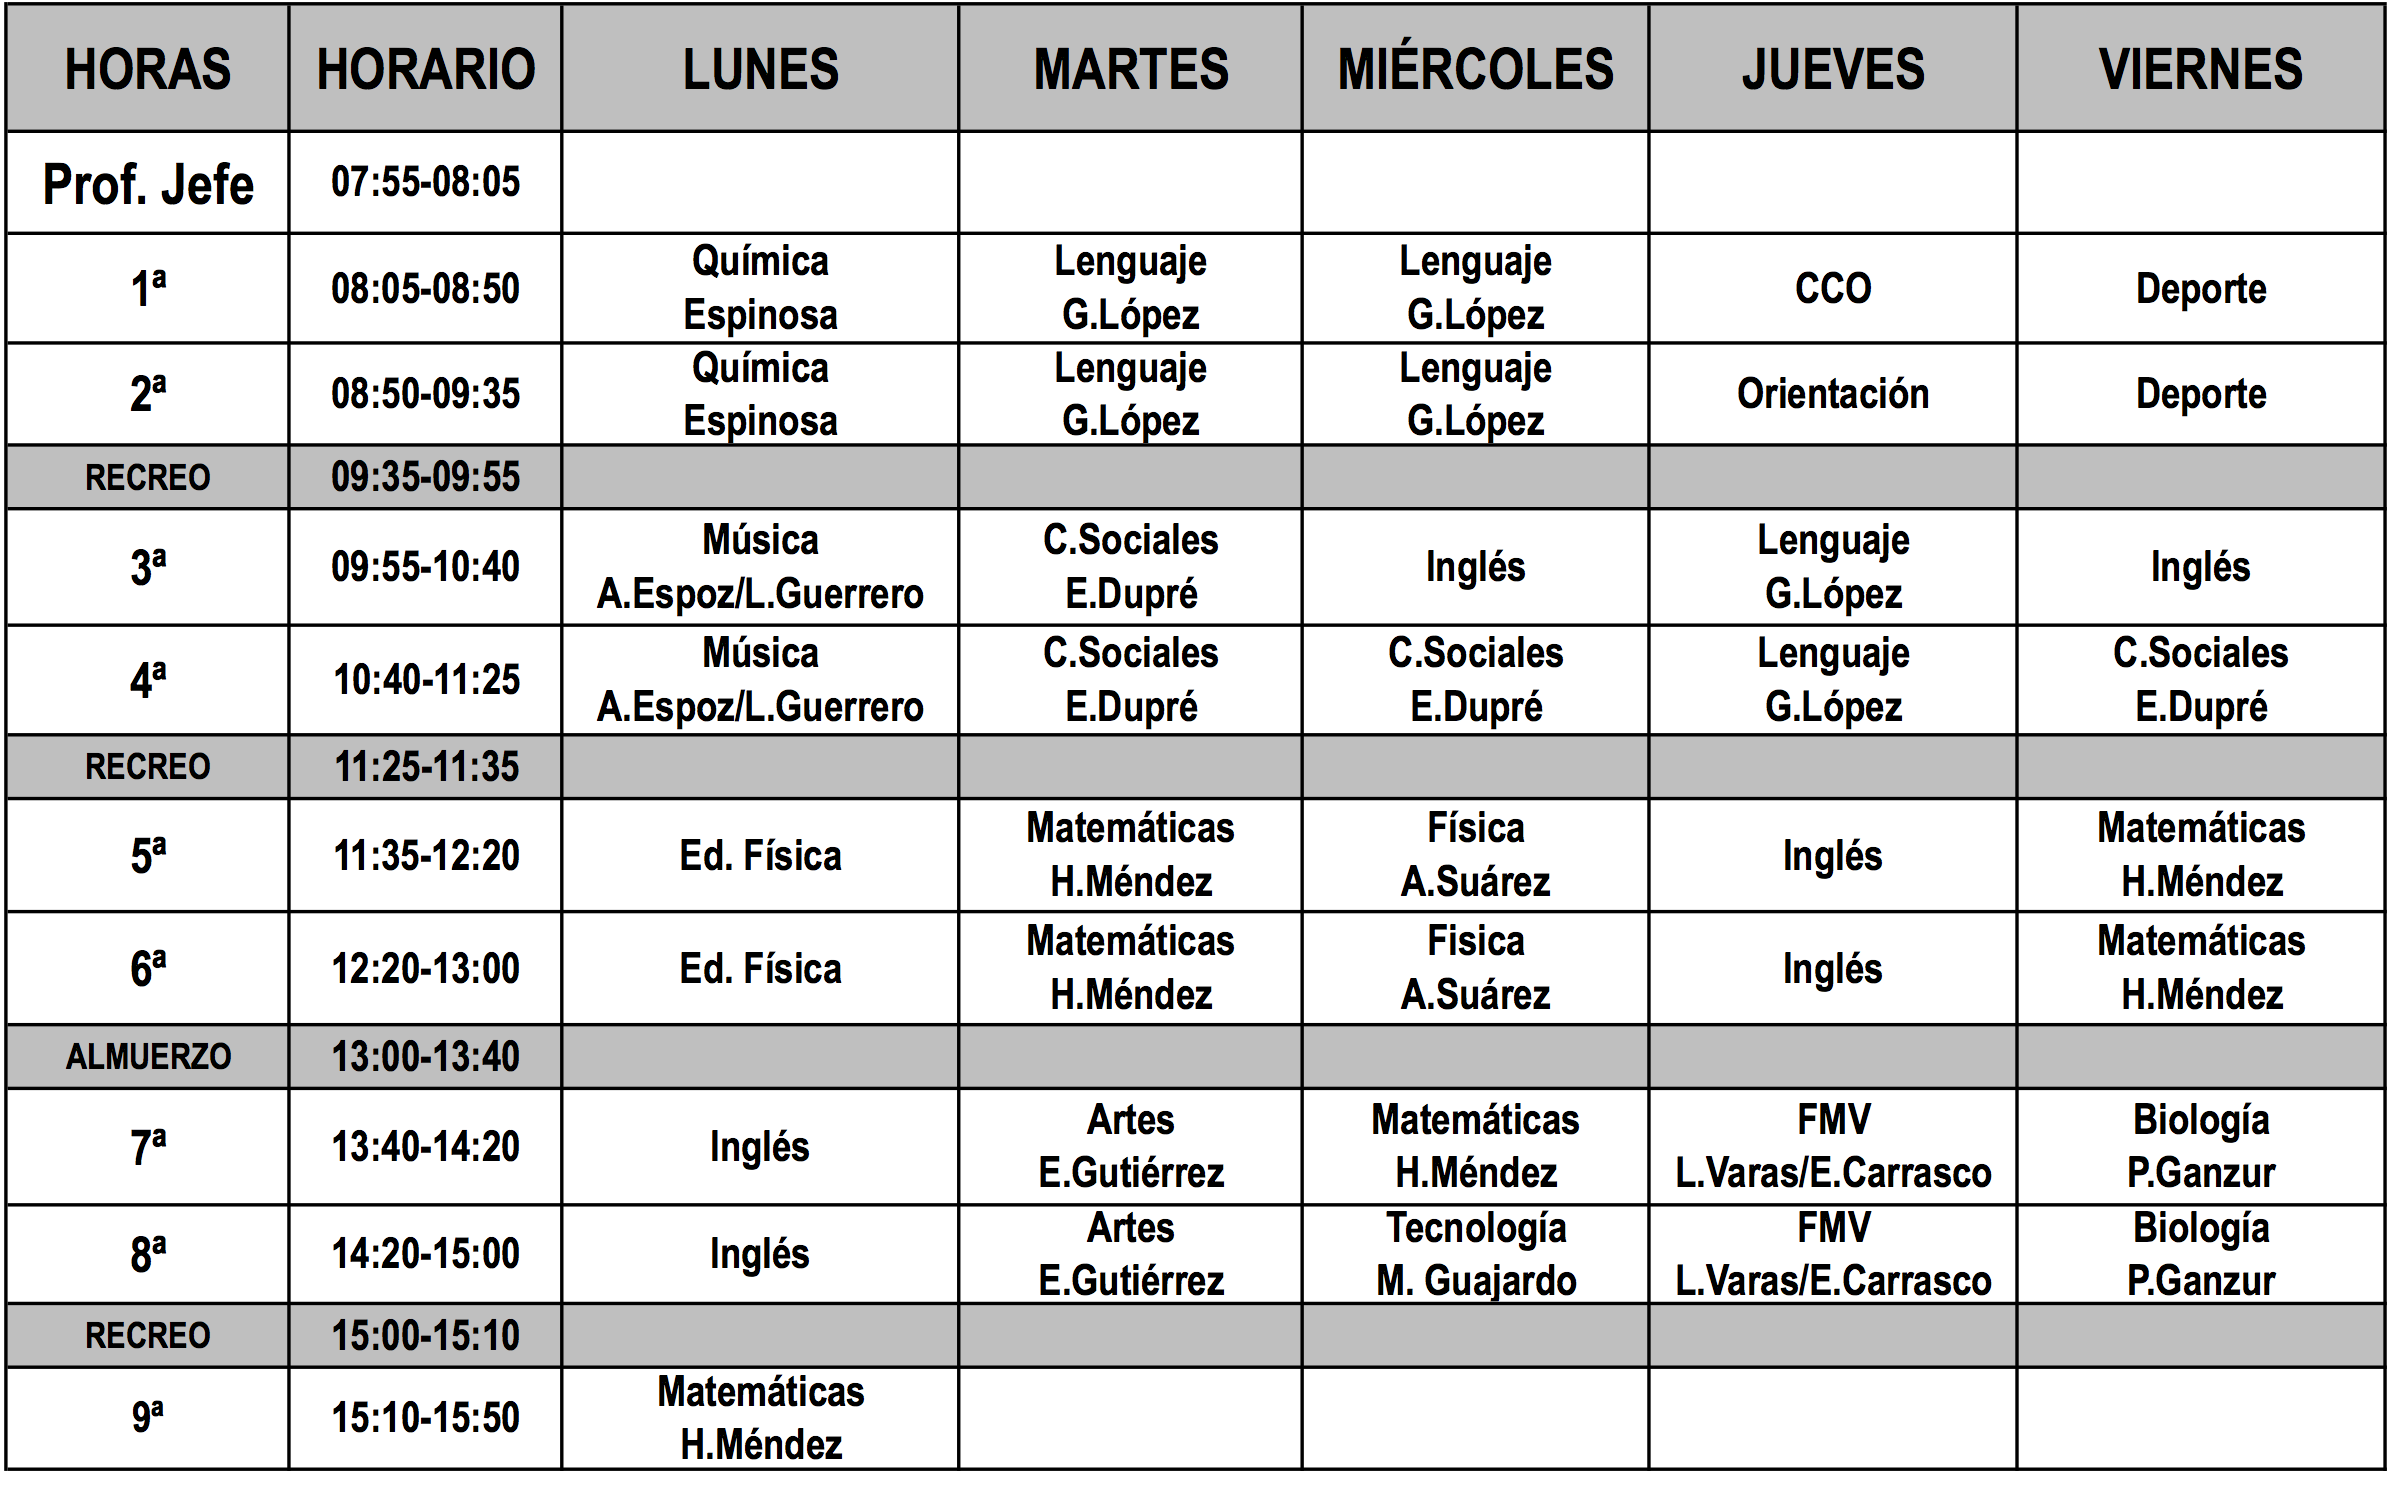 HORAS HORARIO LUNES MARTES MIÉRCOLES JUEVES VIERNES
Prof. Jefe 07:55-08:05
1ª 08:05-08:50 Química Lenguaje Lenguaje CCO Deporte
Espinosa G.López G.López
2ª 08:50-09:35 Química Lenguaje Lenguaje Orientación Deporte
Espinosa G.López G.López
RECREO 09:35-09:55
3ª 09:55-10:40 Música C.Sociales Inglés Lenguaje Inglés
A.Espoz/L.Guerrero E.Dupré G.López
4ª 10:40-11:25 Música C.Sociales C.Sociales Lenguaje C.Sociales
A.Espoz/L.Guerrero E.Dupré E.Dupré G.López E.Dupré
RECREO 11:25-11:35
5ª 11:35-12:20 Ed. Física Matemáticas Física Inglés Matemáticas
H.Méndez A.Suárez H.Méndez
6ª 12:20-13:00 Ed. Física Matemáticas Fisica Inglés Matemáticas
H.Méndez A.Suárez H.Méndez
ALMUERZO 13:00-13:40
7ª 13:40-14:20 Inglés Artes Matemáticas FMV Biología
E.Gutiérrez H.Méndez L.Varas/E.Carrasco P.Ganzur
8ª 14:20-15:00 Inglés Artes Tecnología FMV Biología
E.Gutiérrez M. Guajardo L.Varas/E.Carrasco P.Ganzur
RECREO 15:00-15:10
9ª 15:10-15:50 Matemáticas
H.Méndez